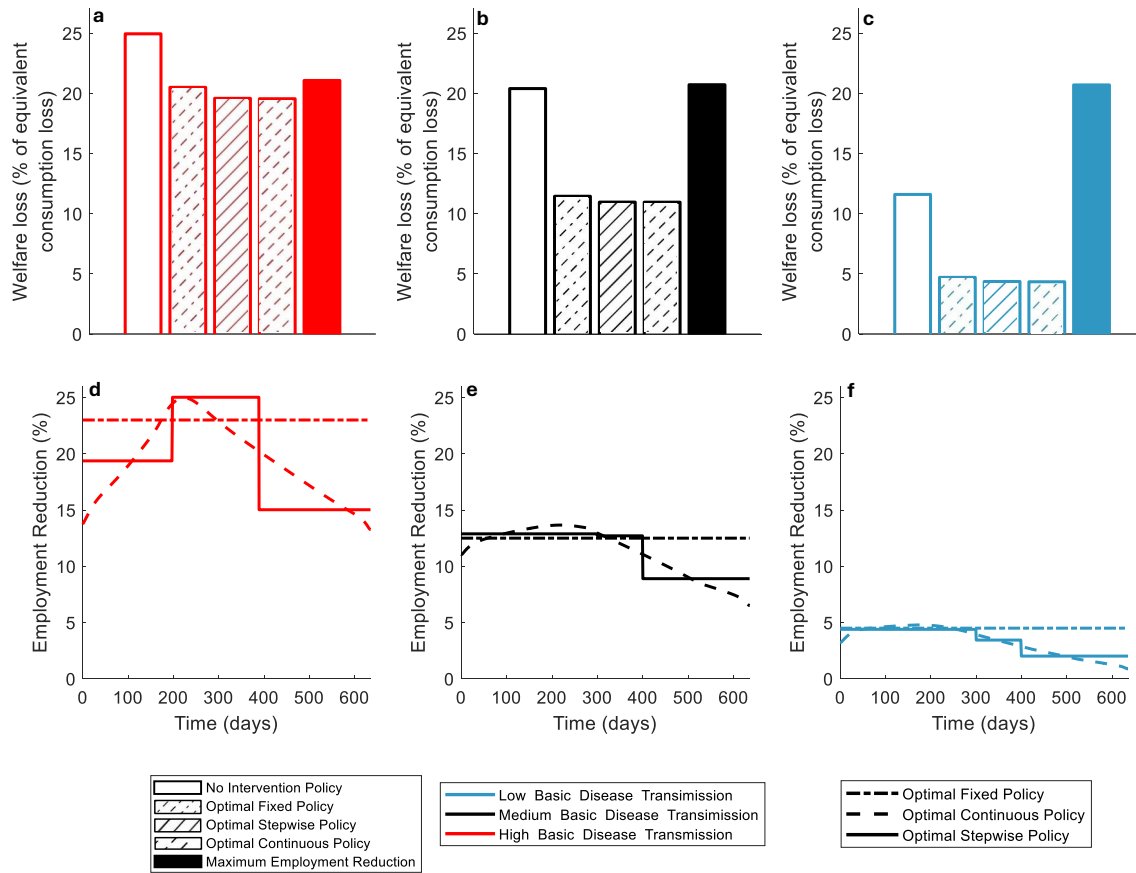 a
b
c
Welfare loss (% of equivalent
consumption loss)
25
20
15
10
5
0
Welfare loss (% of equivalent
consumption loss)
25
20
15
10
5
0
Welfare loss (% of equivalent
consumption loss)
25
20
15
10
5
0
d
e
f
Employment Reduction (%)
25
20
15
10
5
0
0 100 200 300 400 500 600
Time (days)
Employment Reduction (%)
25
20
15
10
5
0
0 100 200 300 400 500 600
Time (days)
Employment Reduction (%)
25
20
15
10
5
0
0 100 200 300 400 500 600
Time (days)
No Intervention Policy
Optimal Fixed Policy
Optimal Stepwise Policy
Optimal Continuous Policy
Maximum Employment Reduction
Low Basic Disease Transimission
Medium Basic Disease Transimission
High Basic Disease Transimission
Optimal Fixed Policy
Optimal Continuous Policy
Optimal Stepwise Policy